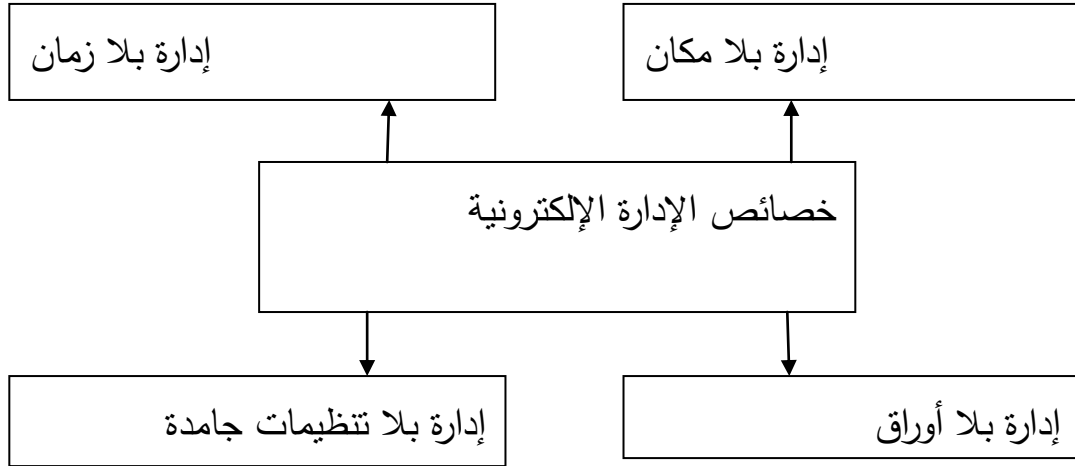 إدارة بلا مكان
إدارة بلا زمان
خصائص الإدارة الإلكترونية
إدارة بلا أوراق
إدارة بلا تنظيمات جامدة